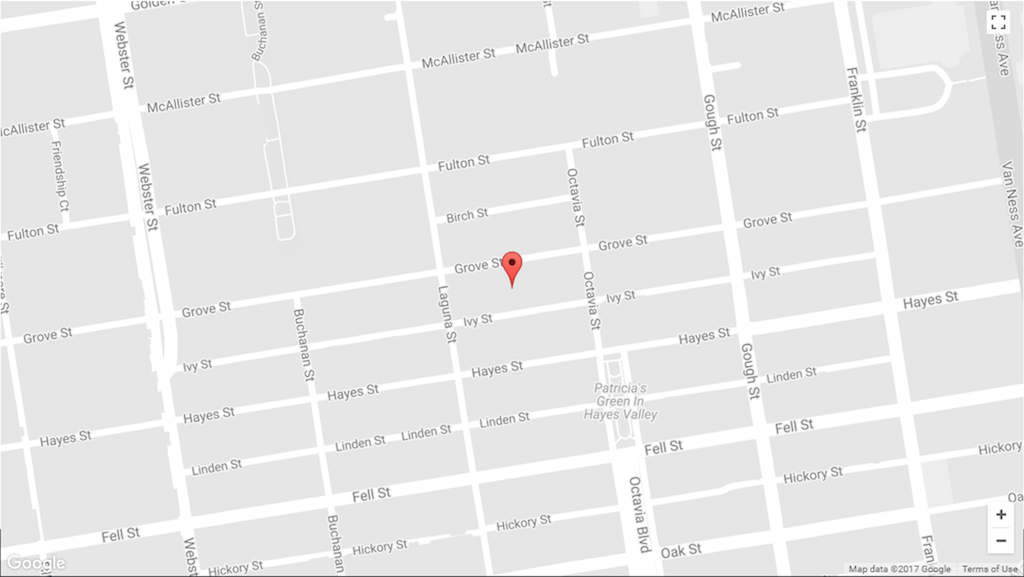 Golden
Buchanan S
McAllister St
McAllister St
McAllister St
McAllister St
cAllister St
Webster St
Friendship Ct
Webster St
Fulton St
Fulton St
Fulton St
Fulton St
Fulton St
Gough St
Franklin St
Ness Ave
Van Ness Ave
Birch St
Octavia St
Grove St
Grove St
Grove St
Grove St
Grove St
Laguna St
Octavia St
Ivy St
Ivy St
Ivy St
Ivy St
Buchanan St
Hayes St
Hayes St
Hayes St
Hayes St
Hayes St
Hayes St
Gough St
Linden St
Linden St
Linden St
Linden St
Linden St
Patricia's
Green In
Hayes Valley
Fell St
Fell St
Fell St
Fell St
Hickory St
Hickory St
Hickory St
Hickory St
Hickory
Octavia Blvd
Oak St
Oa
Buchanan
Webst
Fran
+
−
Google
Map data ©2017 Google
Terms of Use